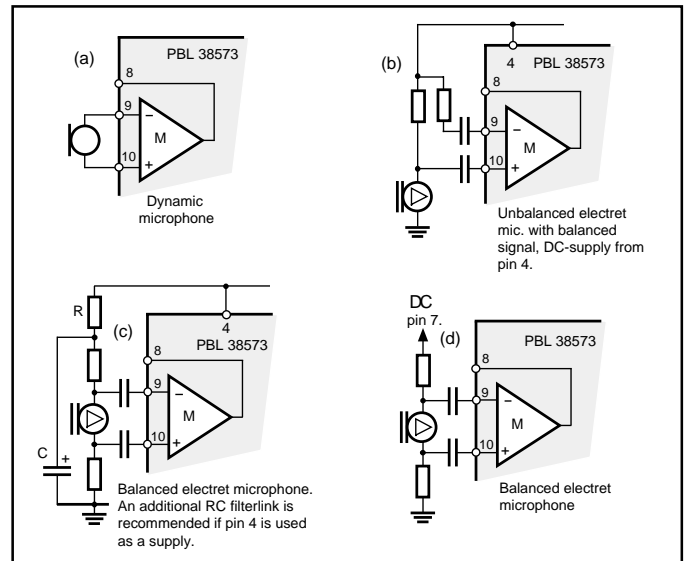 (a)
PBL 38573
8
9
M
10
Dynamic
microphone
(b)
4
PBL 38573
8
9
M
10
Unbalanced electret
mic. with balanced
signal, DC-supply from
pin 4.
R
(c)
4
PBL 38573
8
9
M
10
C
+
Balanced electret microphone.
An additional RC filterlink is
recommended if pin 4 is used
as a supply.
DC
pin 7.
(d)
PBL 38573
8
9
M
10
Balanced electret
microphone